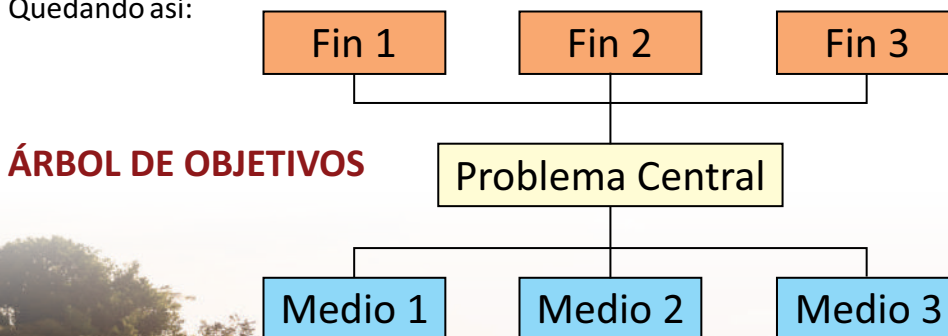 Quedando así:
Fin 1
Fin 2
Fin 3
ÁRBOL DE OBJETIVOS
Problema Central
Medio 1
Medio 2
Medio 3